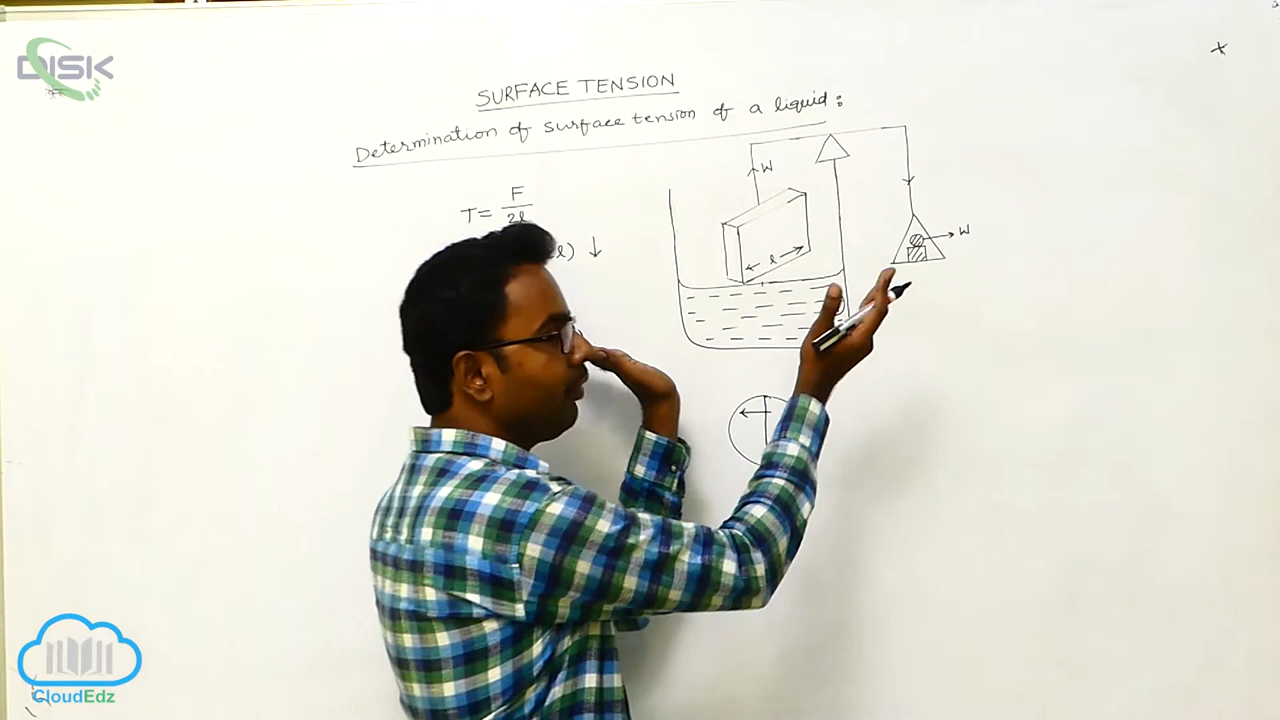 DISK
SURFACE TENSION
Determination of surface tension of a liquid:
T = F / 2l
l) ↓
W
l
W
CloudEdz